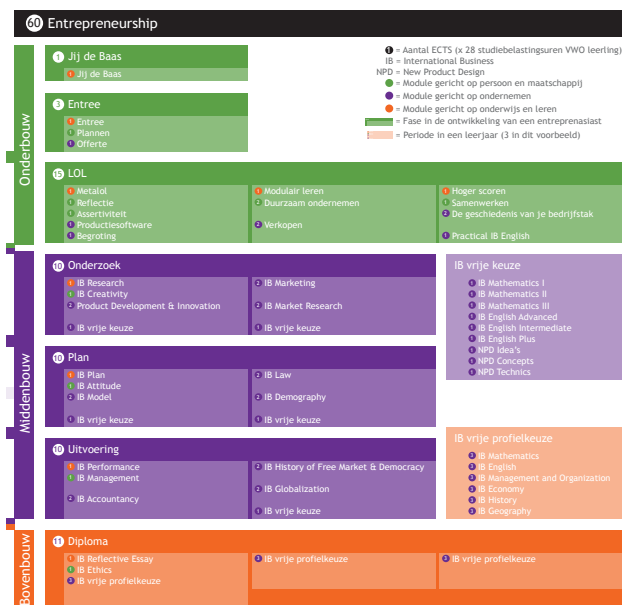 60 Entrepreneurship
Onderbouw
1 Jij de Baas
1 Jij de Baas
= Aantal ECTS (x 28 studiebelastingsuren VWO leerling)
IB = International Business
NPD = New Product Design
= Module gericht op persoon en maatschappij
= Module gericht op ondernemen
= Module gericht op onderwijs en leren
= Fase in de ontwikkeling van een entreprenasiast
= Periode in een leerjaar (3 in dit voorbeeld)
3 Entree
1 Entree
1 Plannen
1 Offerte
15 LOL
1 Metalol
1 Reflectie
1 Assertiviteit
1 Productiesoftware
1 Begroting
1 Modulair leren
2 Duurzaam ondernemen
2 Verkopen
1 Hoger scoren
1 Samenwerken
2 De geschiedenis van je bedrijfstak
1 Practical IB English
Middenbouw
10 Onderzoek
1 IB Research
1 IB Creativity
2 Product Development & Innovation
1 IB vrije keuze
2 IB Marketing
2 IB Market Research
1 IB vrije keuze
IB vrije keuze
1 IB Mathematics I
1 IB Mathematics II
1 IB Mathematics III
1 IB English Advanced
1 IB English Intermediate
1 IB English Plus
1 NPD Idea's
1 NPD Concepts
1 NPD Technics
10 Plan
1 IB Plan
1 IB Attitude
2 IB Model
1 IB vrije keuze
2 IB Law
2 IB Demography
1 IB vrije keuze
10 Uitvoering
1 IB Performance
1 IB Management
2 IB Accountancy
2 IB History of Free Market & Democracy
2 IB Globalization
1 IB vrije keuze
IB vrije profielkeuze
3 IB Mathematics
3 IB English
3 IB Management and Organization
3 IB Economy
3 IB History
3 IB Geography
Bovenbouw
11 Diploma
1 IB Reflective Essay
1 IB Ethics
3 IB vrije profielkeuze
3 IB vrije profielkeuze
3 IB vrije profielkeuze